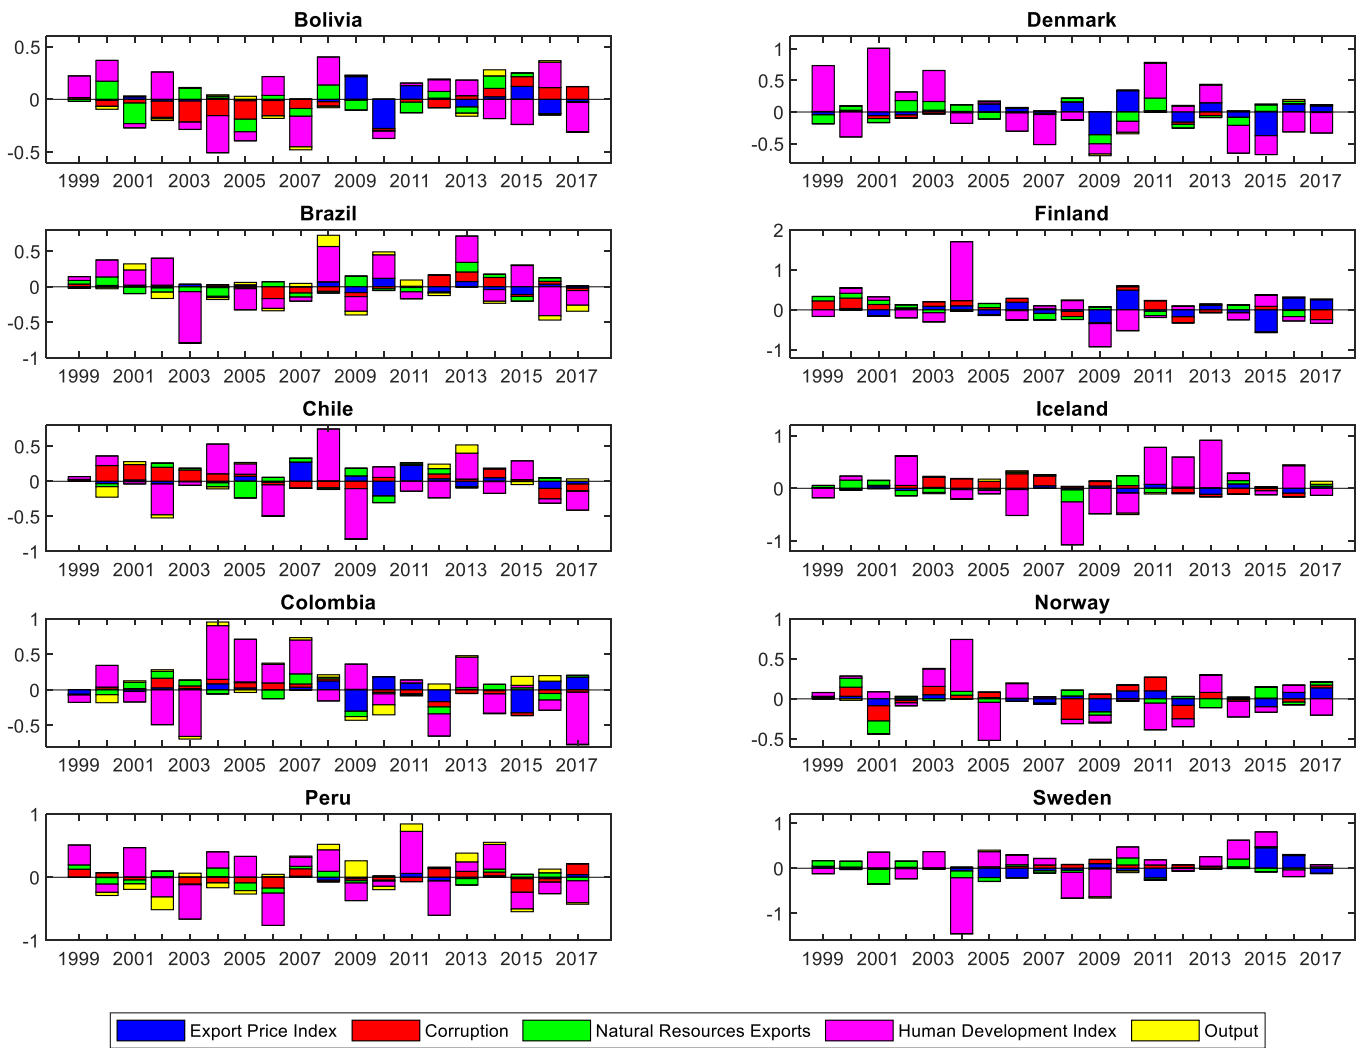 Bolivia
0.5
0
-0.5
1999 2001 2003 2005 2007 2009 2011 2013 2015 2017
Denmark
1
0.5
0
-0.5
1999 2001 2003 2005 2007 2009 2011 2013 2015 2017
Brazil
0.5
0
-0.5
-1
1999 2001 2003 2005 2007 2009 2011 2013 2015 2017
Finland
2
1
0
-1
1999 2001 2003 2005 2007 2009 2011 2013 2015 2017
Chile
0.5
0
-0.5
-1
1999 2001 2003 2005 2007 2009 2011 2013 2015 2017
Iceland
1
0
-1
1999 2001 2003 2005 2007 2009 2011 2013 2015 2017
Colombia
1
0.5
0
-0.5
1999 2001 2003 2005 2007 2009 2011 2013 2015 2017
Norway
1
0.5
0
-0.5
1999 2001 2003 2005 2007 2009 2011 2013 2015 2017
Peru
1
0
-1
1999 2001 2003 2005 2007 2009 2011 2013 2015 2017
Sweden
1
0
-1
1999 2001 2003 2005 2007 2009 2011 2013 2015 2017
Export Price Index Corruption Natural Resources Exports Human Development Index Output